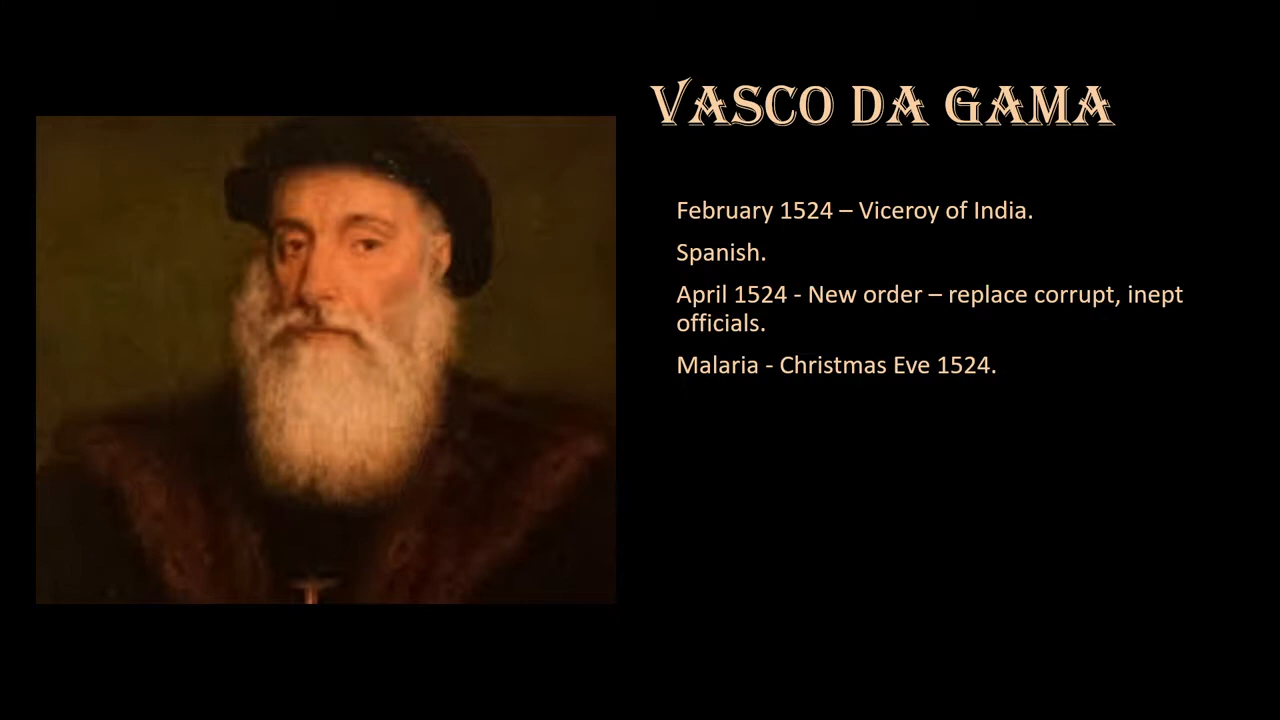 VASCO DA GAMA
February 1524 – Viceroy of India.
Spanish.
April 1524 - New order – replace corrupt, inept
officials.
Malaria - Christmas Eve 1524.